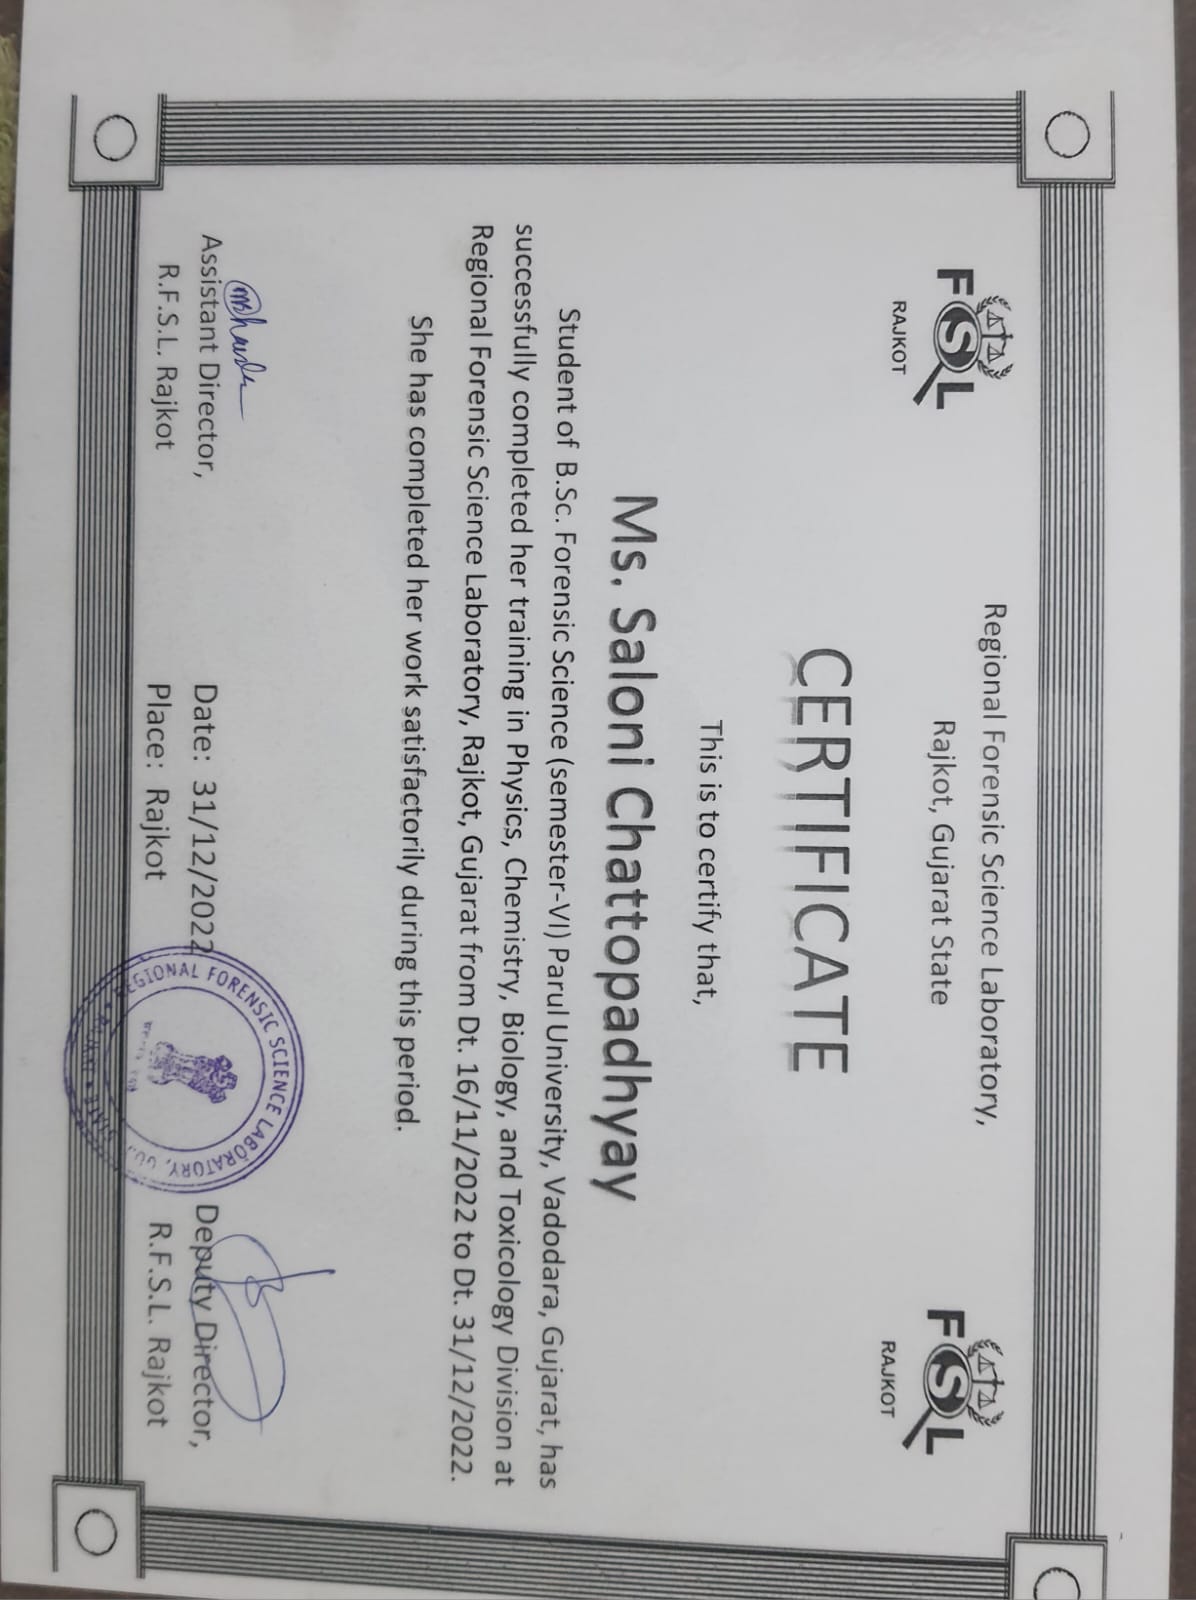 FSL
RAJKOT
Regional Forensic Science Laboratory,
Rajkot, Gujarat State
FSL
RAJKOT
CERTIFICATE
This is to certify that,
Ms. Saloni Chattopadhyay
Student of B.Sc. Forensic Science (semester-VI) Parul University, Vadodara, Gujarat, has
successfully completed her training in Physics, Chemistry, Biology, and Toxicology Division at
Regional Forensic Science Laboratory, Rajkot, Gujarat from Dt. 16/11/2022 to Dt. 31/12/2022.
She has completed her work satisfactorily during this period.
Assistant Director,
R.F.S.L. Rajkot
Date: 31/12/2022
Place: Rajkot
REGIONAL FORENSIC SCIENCE LABORATORY,
STATE
RAJKOT
Deputy Director,
R.F.S.L. Rajkot